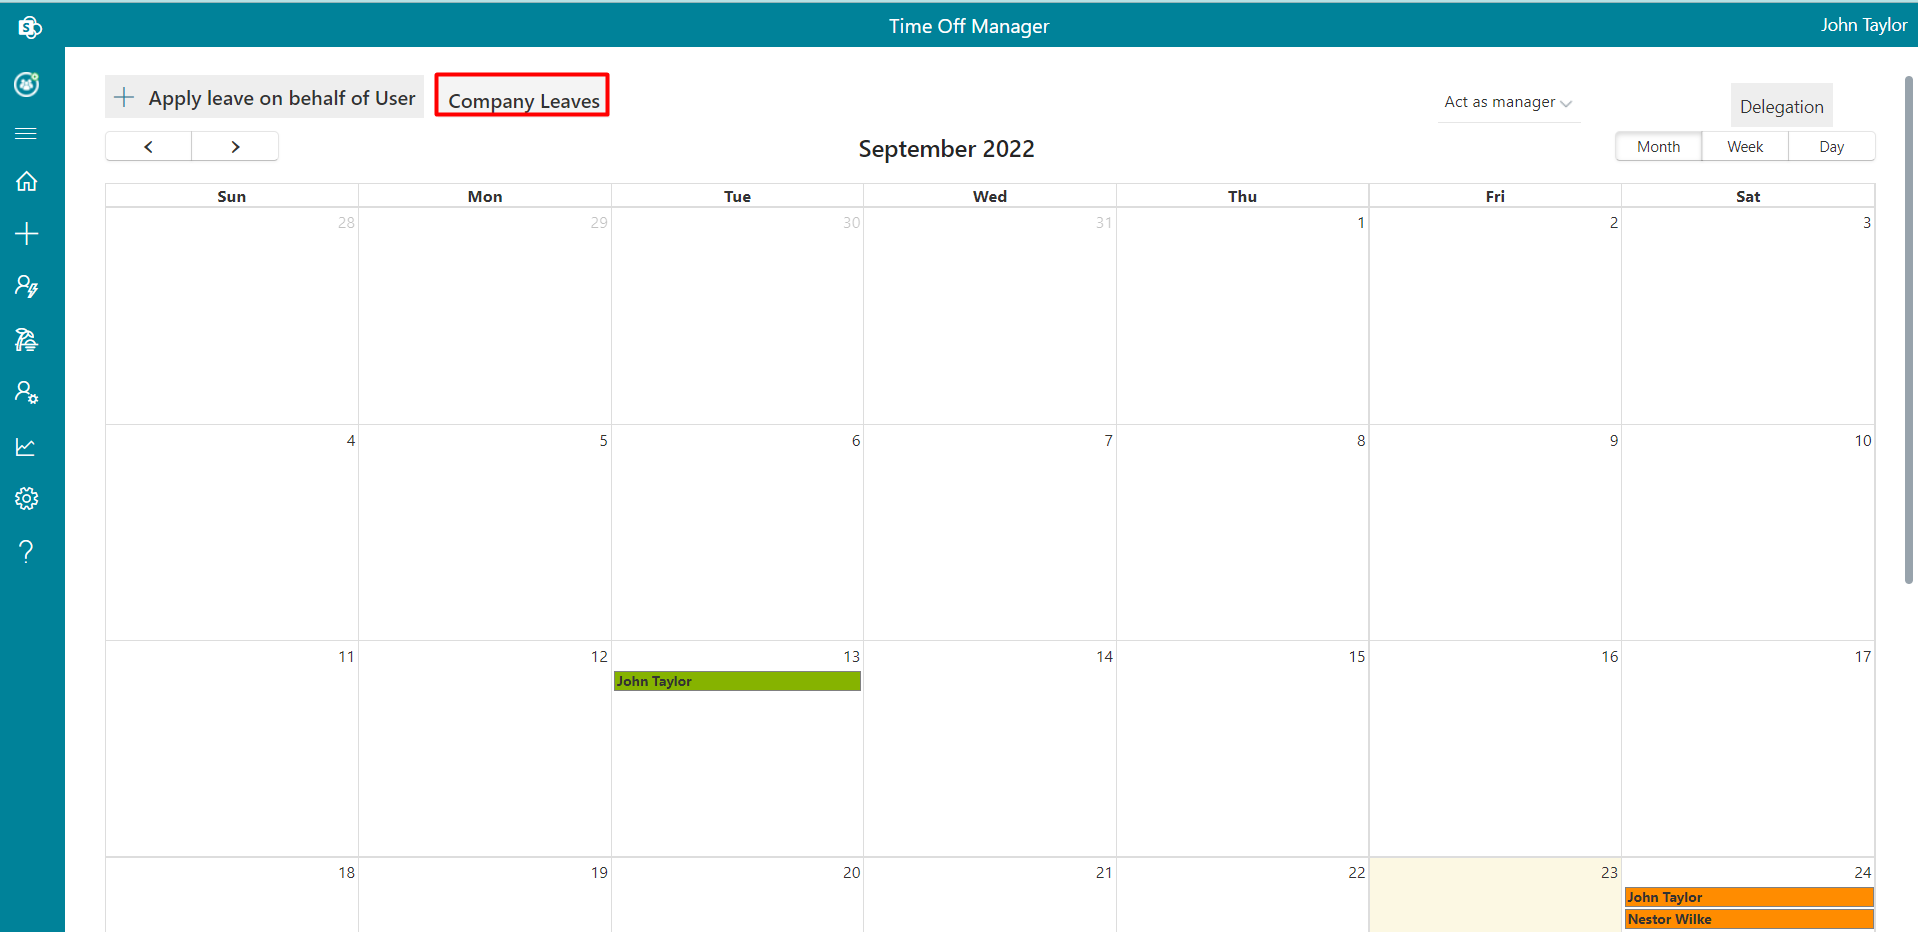 S
Time Off Manager
John Taylor
Apply leave on behalf of User
Company Leaves
Act as manager
Delegation
September 2022
Month Week Day
Sun Mon Tue Wed Thu Fri Sat
28 29 30 31 1 2 3
4 5 6 7 8 9 10
11 12 13 14 15 16 17
John Taylor
18 19 20 21 22 23 24
John Taylor
Nestor Wilke